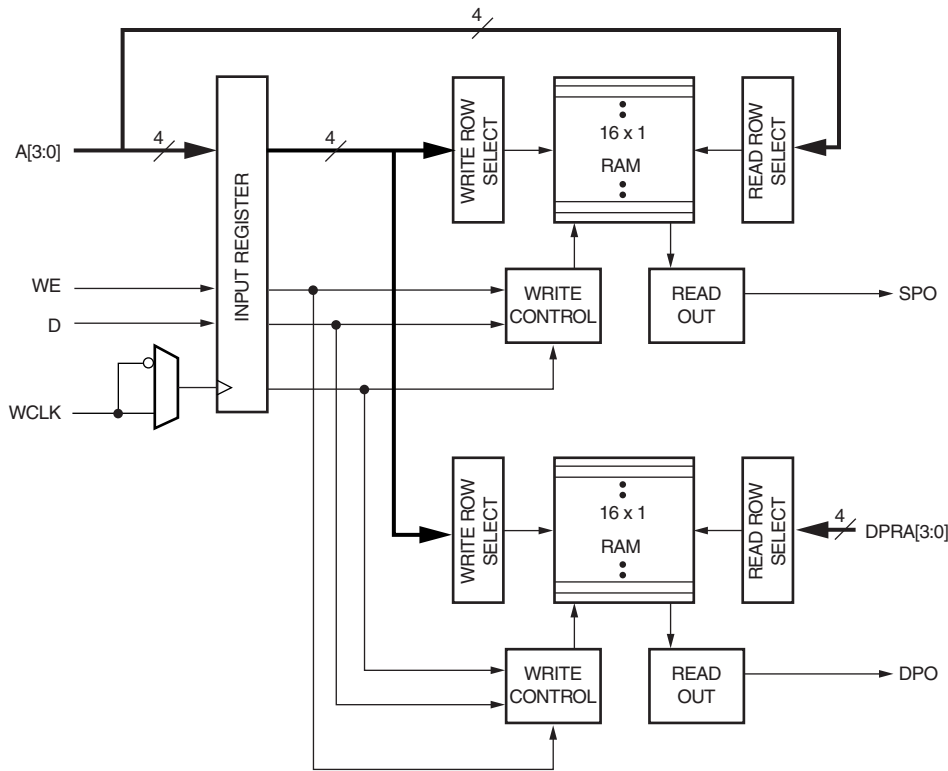 4
A[3:0]
4
4
INPUT REGISTER
WRITE ROW
SELECT
16 x 1
RAM
READ ROW
SELECT
WE
D
WCLK
WRITE
CONTROL
READ
OUT
SPO
WRITE ROW
SELECT
16 x 1
RAM
READ ROW
SELECT
4
DPRA[3:0]
WRITE
CONTROL
READ
OUT
DPO